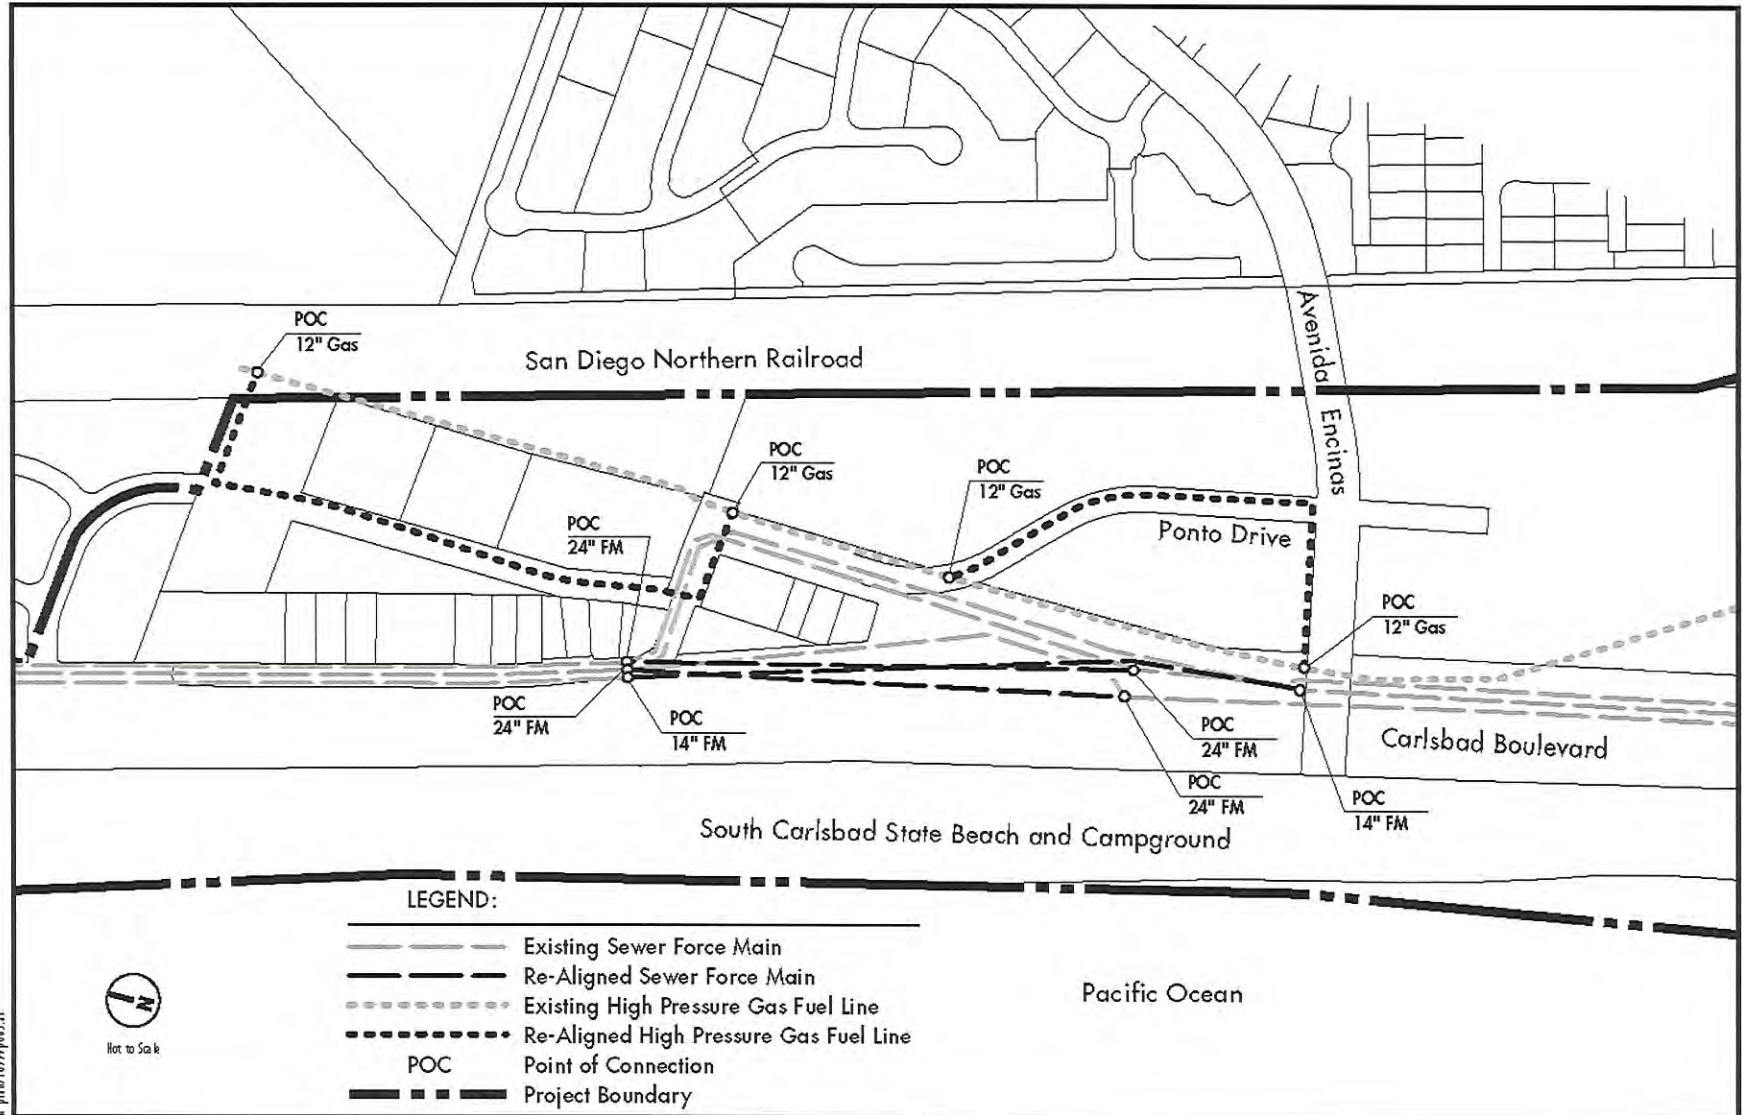 POC
12" Gas
San Diego Northern Railroad
Avenida Encinas
POC
12" Gas
POC
12" Gas
POC
24" FM
Ponto Drive
POC
12" Gas
POC
24" FM
POC
14" FM
POC
24" FM
Carlsbad Boulevard
POC
24" FM
POC
14" FM
South Carlsbad State Beach and Campground
LEGEND:
Existing Sewer Force Main
Re-Aligned Sewer Force Main
Existing High Pressure Gas Fuel Line
Re-Aligned High Pressure Gas Fuel Line
POC Point of Connection
Project Boundary
Pacific Ocean
N
Not to Scale